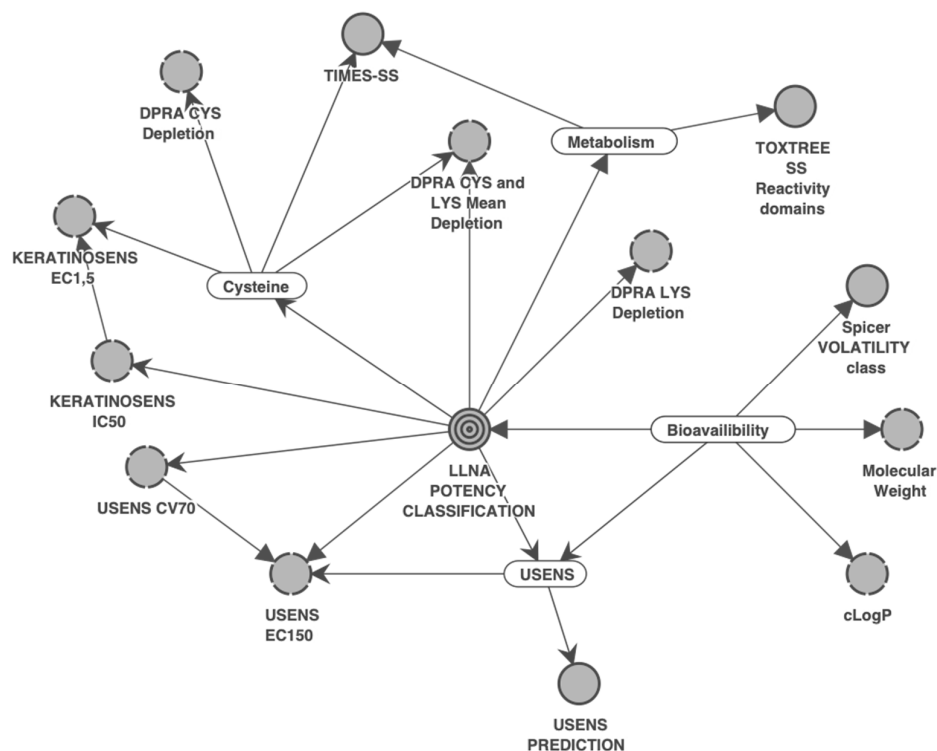 TIMES-SS
DPRA CYS
Depletion
Metabolism
TOXTREE
SS
Reactivity
domains
DPRA CYS and
LYS Mean
Depletion
KERATINOSENS
EC1,5
Cysteine
DPRA LYS
Depletion
Spicer
VOLATILITY
class
KERATINOSENS
IC50
Bioavailibility
LLNA
POTENCY
CLASSIFICATION
Molecular
Weight
USENS CV70
USENS
USENS
EC150
cLogP
USENS
PREDICTION